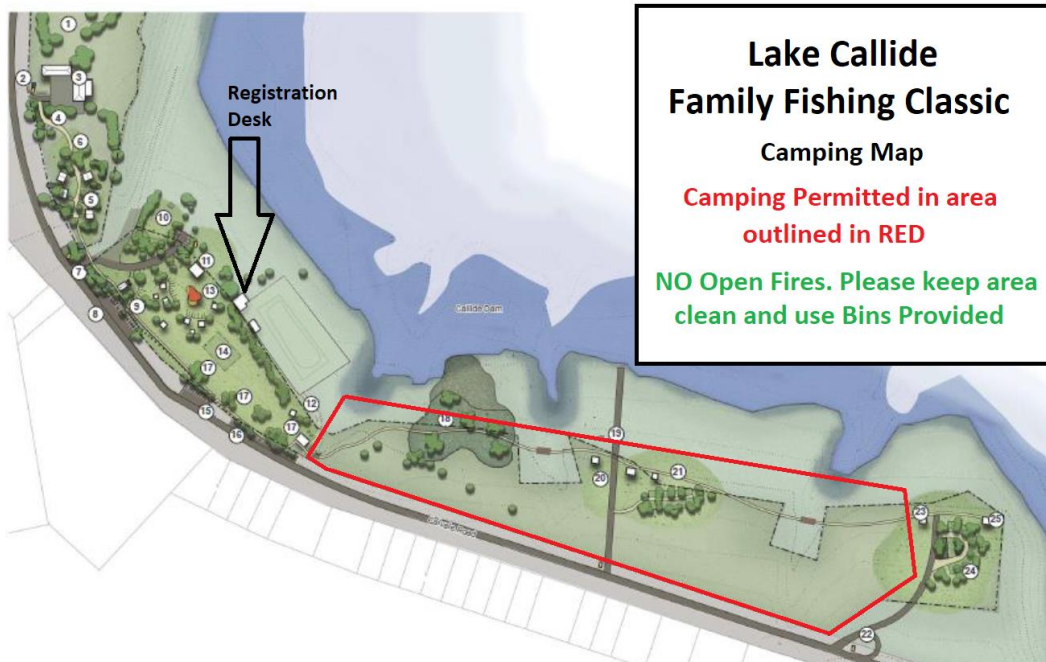 Lake Callide
Family Fishing Classic
Camping Map
Camping Permitted in area
outlined in RED
NO Open Fires. Please keep area
clean and use Bins Provided
Registration
Desk
Callide Dam
Road
1
2
3
4
6
5
10
7
11
8
9
13
14
17
15
17
12
16
17
18
19
20
21
23
25
24
22